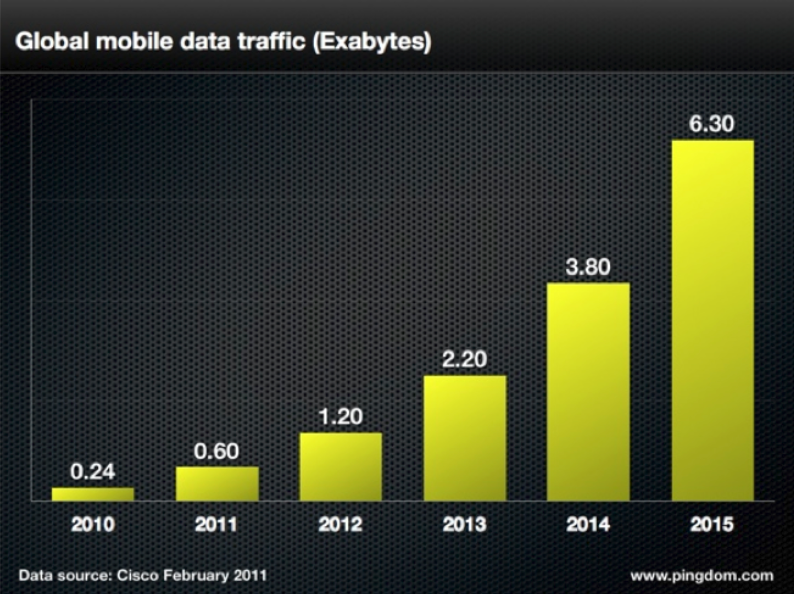 Global mobile data traffic (Exabytes)
6.30
3.80
2.20
1.20
0.60
0.24
2010 2011 2012 2013 2014 2015
Data source: Cisco February 2011 www.pingdom.com